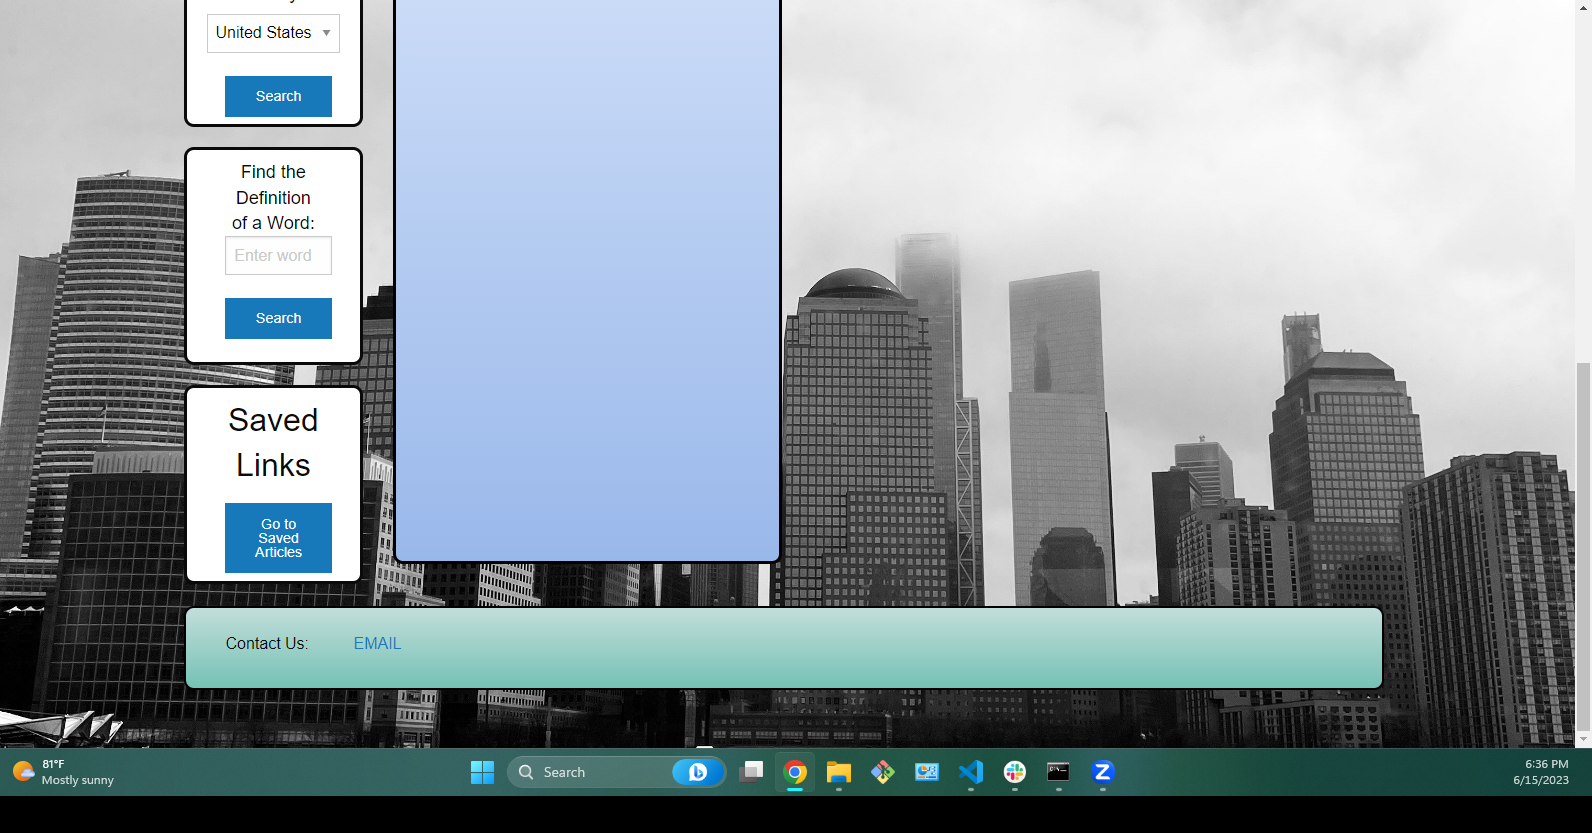 United States
Search
Find the
Definition
of a Word:
Enter word
Search
Saved
Links
Go to
Saved
Articles
Contact Us: EMAIL
81°F
Mostly sunny
Search
6:36 PM
6/15/2023